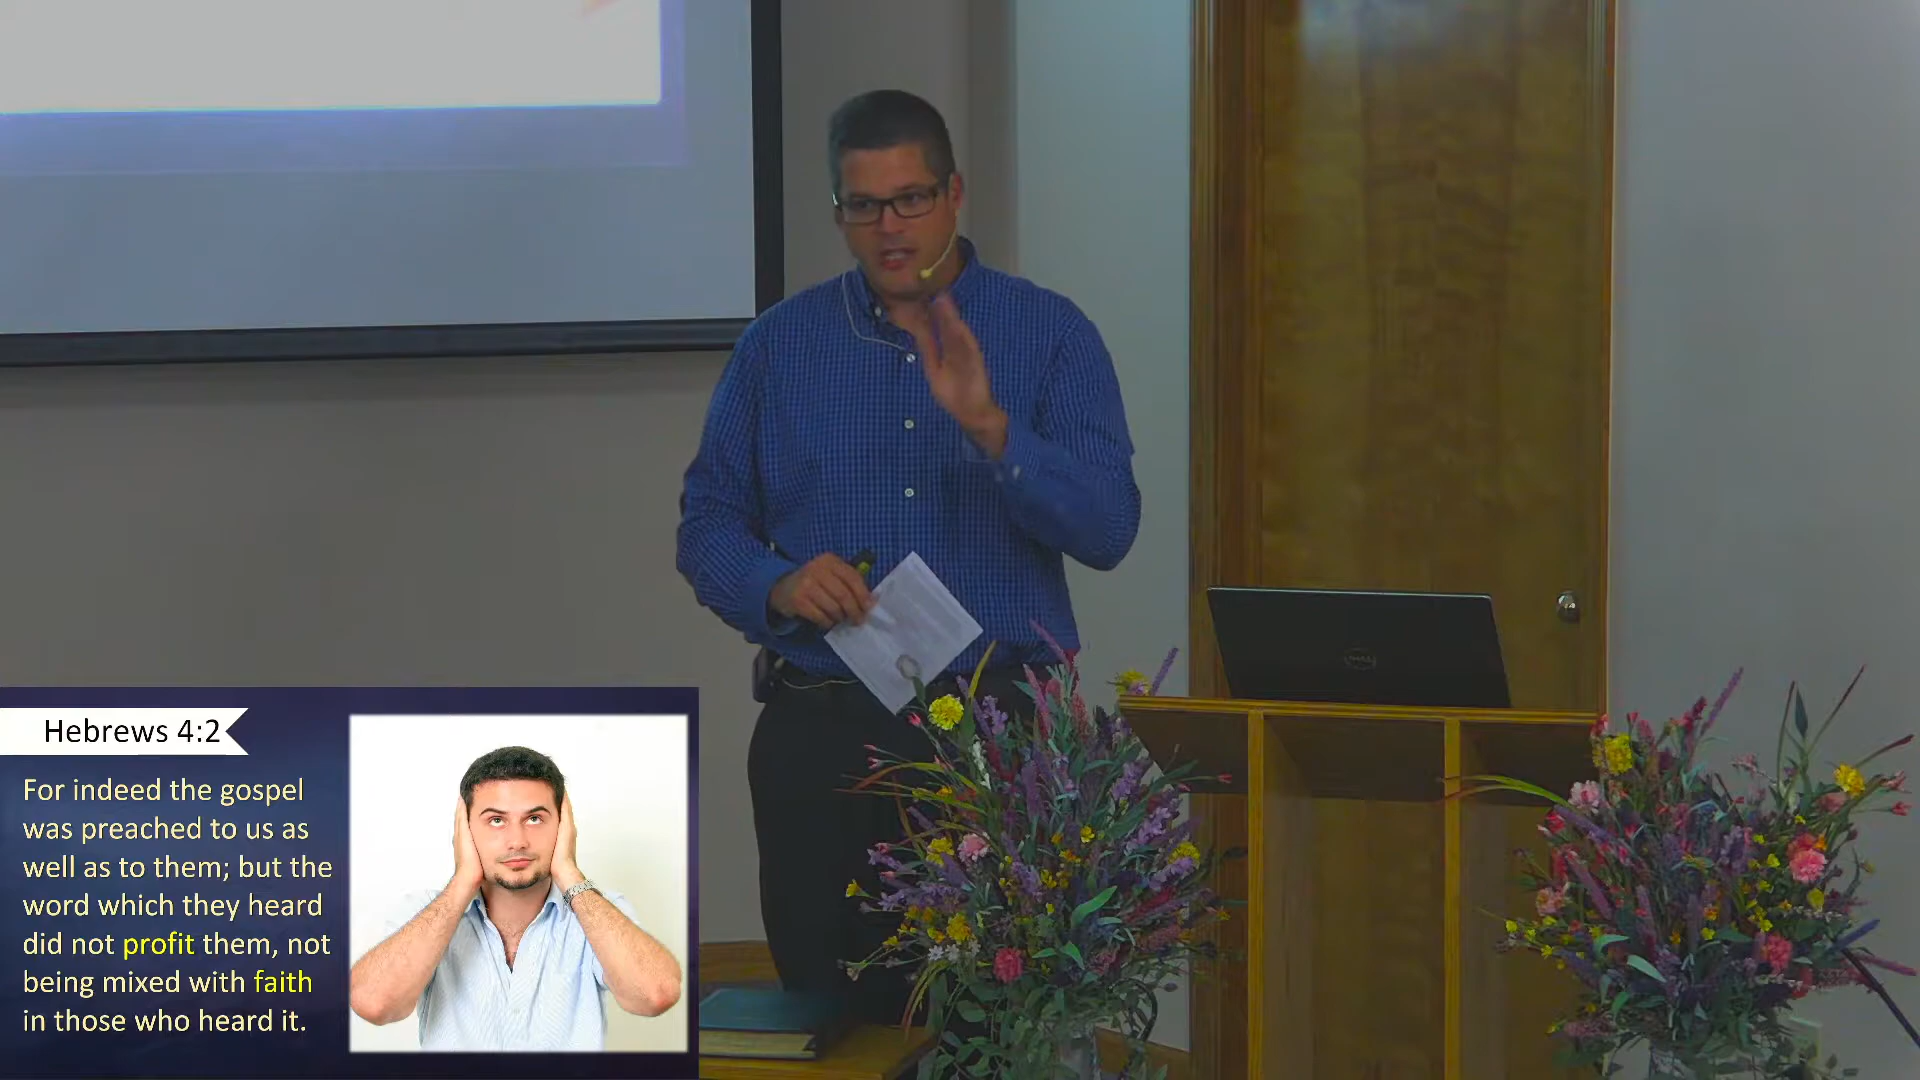 Hebrews 4:2
For indeed the gospel
was preached to us as
well as to them; but the
word which they heard
did not profit them, not
being mixed with faith
in those who heard it.
DELL